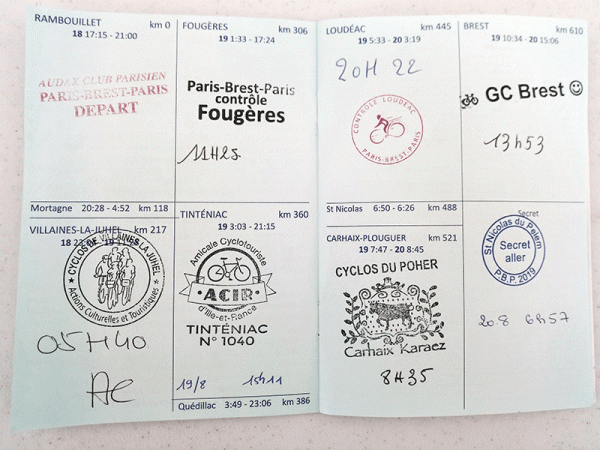 RAMBOUILLET km 0
18 17:15 - 21:00
AUDAX CLUB PARISIEN
PARIS-BREST-PARIS
DEPART
Mortagne 20:28 - 4:52 km 118
VILLAINES-LA-JUHEL km 217
CYCLOS DE VILLAINES LA JUHEL
Actions Culturelles et Touristiques
05H40
AC
FOUGÈRES km 306
19 1:33 - 17:24
Paris-Brest-Paris
contrôle
Fougères
11H25
TINTÉNIAC km 360
19 3:03 - 21:15
Amicale Cyclotouriste
ACIR
d'Ille-et-Rance
TINTÉNIAC
N° 1040
19/8 15h11
Quédillac 3:49 - 23:06 km 386
LOUDÉAC km 445
19 5:33 - 20 3:19
20H 22
CONTROLE LOUDEAC
PARIS-BREST-PARIS
St Nicolas 6:50 - 6:26 km 488
CARHAIX-PLOUGUER km 521
19 7:47 - 20 8:45
CYCLOS DU POHER
Carhaix Karaez
8H35
BREST km 610
19 10:34 - 20 15:06
GC Brest
13h53
Secret
St Nicolas du Pelem
Secret
aller
P.B.P. 2019
20.8 6h57